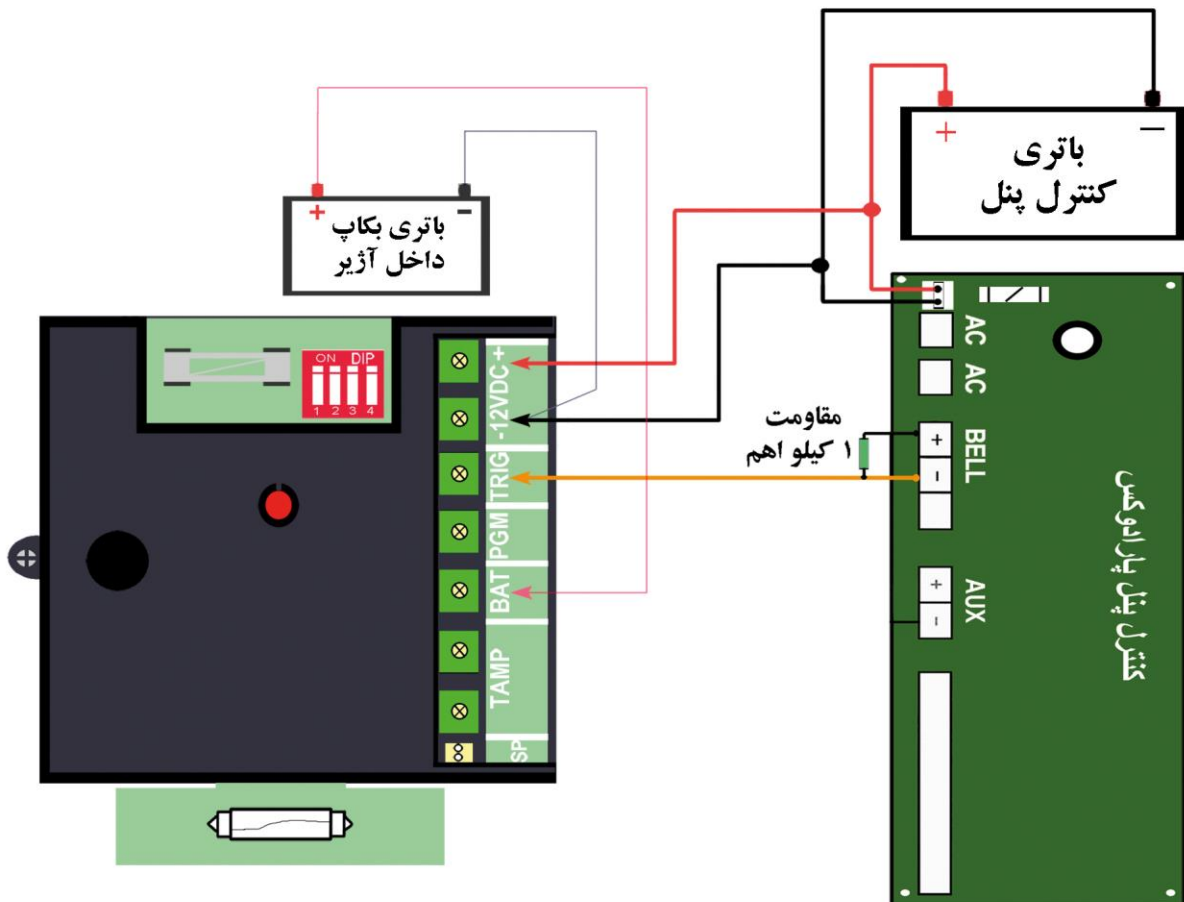 باتری
کنترل پنل
+
−
باتری بکاپ
داخل آژیر
+
−
ON DIP
1 2 3 4
-12VDC+
TRIG
PGM
BAT
TAMP
SP
مقاومت
۱ کیلو اهم
AC
AC
+
BELL
-
+
AUX
-
کنترل پنل پارادوکس